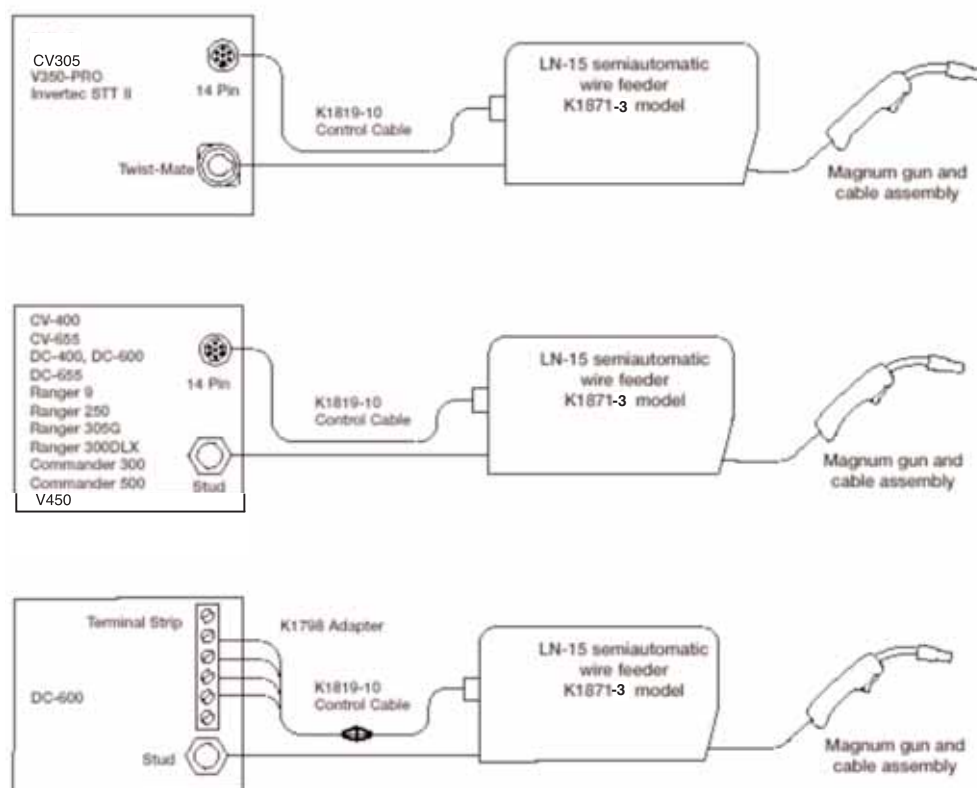 CV305
V350-PRO
Invertec STT II
14 Pin
Twist-Mate
K1819-10
Control Cable
LN-15 semiautomatic
wire feeder
K1871-3 model
Magnum gun and
cable assembly
CV-400
CV-655
DC-400, DC-600
DC-655
Ranger 9
Ranger 250
Ranger 305G
Ranger 300DLX
Commander 300
Commander 500
V450
14 Pin
Stud
K1819-10
Control Cable
LN-15 semiautomatic
wire feeder
K1871-3 model
Magnum gun and
cable assembly
Terminal Strip
DC-600
Stud
K1798 Adapter
K1819-10
Control Cable
LN-15 semiautomatic
wire feeder
K1871-3 model
Magnum gun and
cable assembly